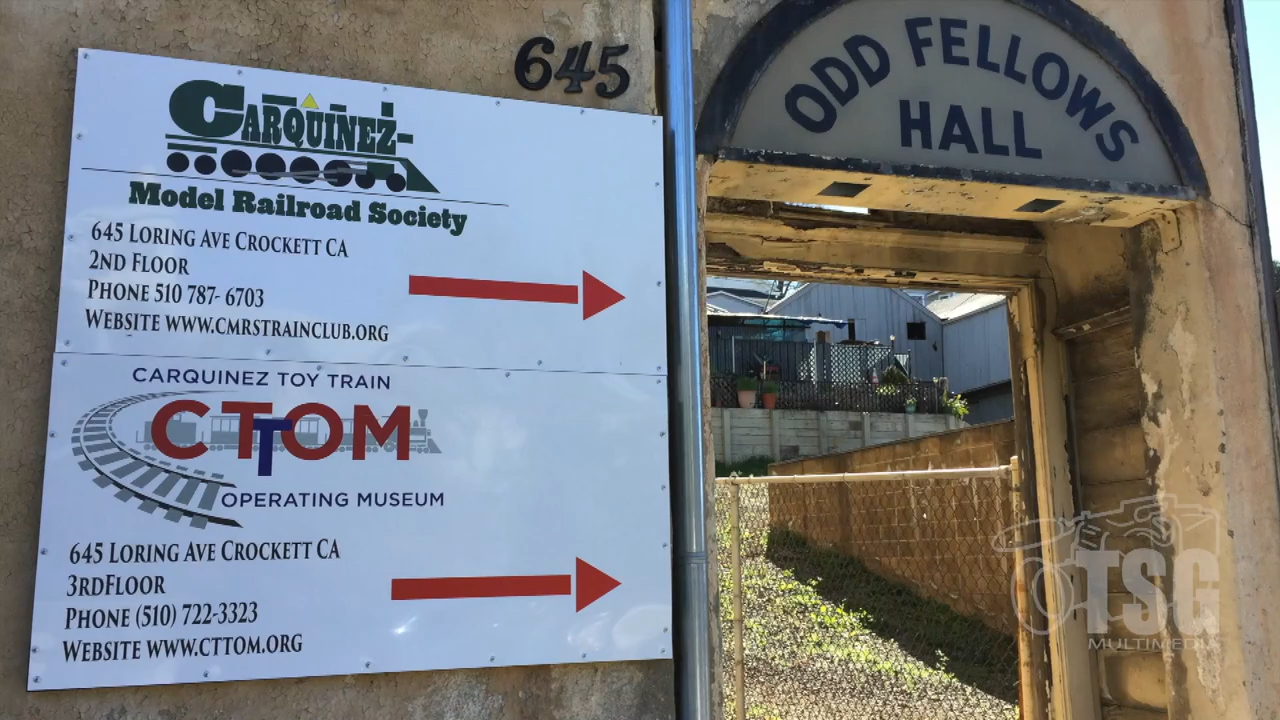 645
CARQUINEZ
Model Railroad Society
645 LORING AVE CROCKETT CA
2ND FLOOR
PHONE 510 787- 6703
WEBSITE WWW.CMRSTRAINCLUB.ORG
CARQUINEZ TOY TRAIN
CTTOM
OPERATING MUSEUM
645 LORING AVE CROCKETT CA
3RDFLOOR
PHONE (510) 722-3323
WEBSITE WWW.CTTOM.ORG
ODD FELLOWS
HALL
TSG
MULTIMEDIA